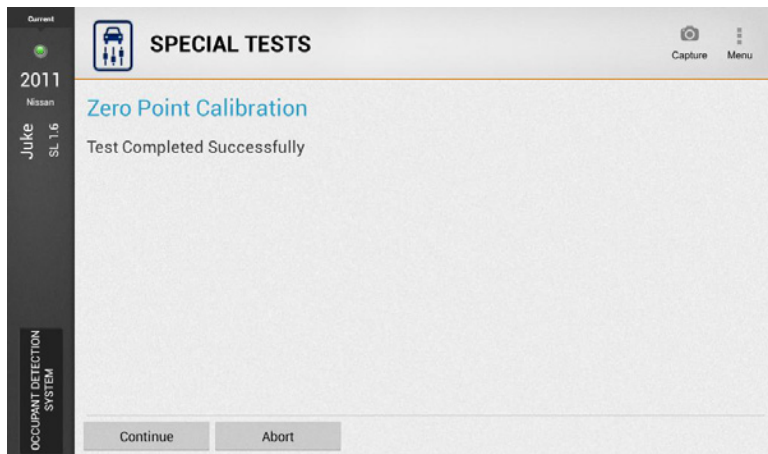 Current
2011
Nissan
Juke
SL 1.6
OCCUPANT DETECTION
SYSTEM
SPECIAL TESTS
Capture
Menu
Zero Point Calibration
Test Completed Successfully
Continue
Abort